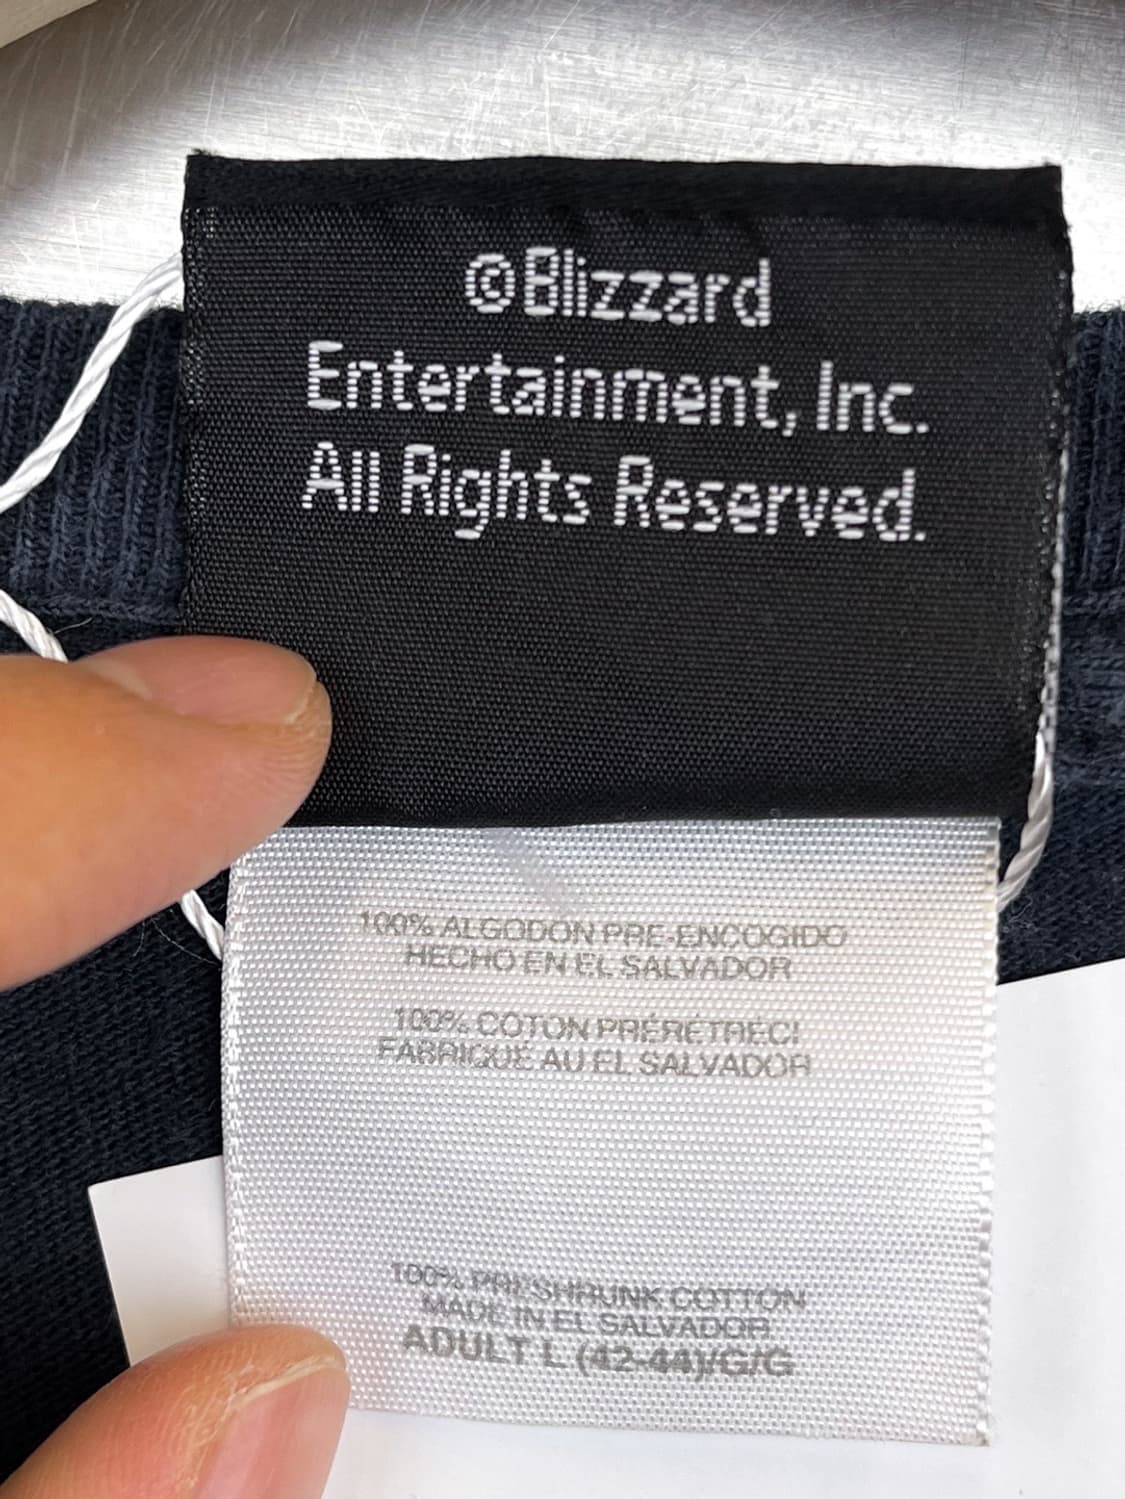 ©Blizzard
Entertainment, Inc.
All Rights Reserved.
100% ALGODON PRE-ENCOGIDO
HECHO EN EL SALVADOR
100% COTON PRÉRÉTRÉCI
FABRIQUÉ AU EL SALVADOR
100% PRESHRUNK COTTON
MADE IN EL SALVADOR
ADULT L (42-44)/G/G